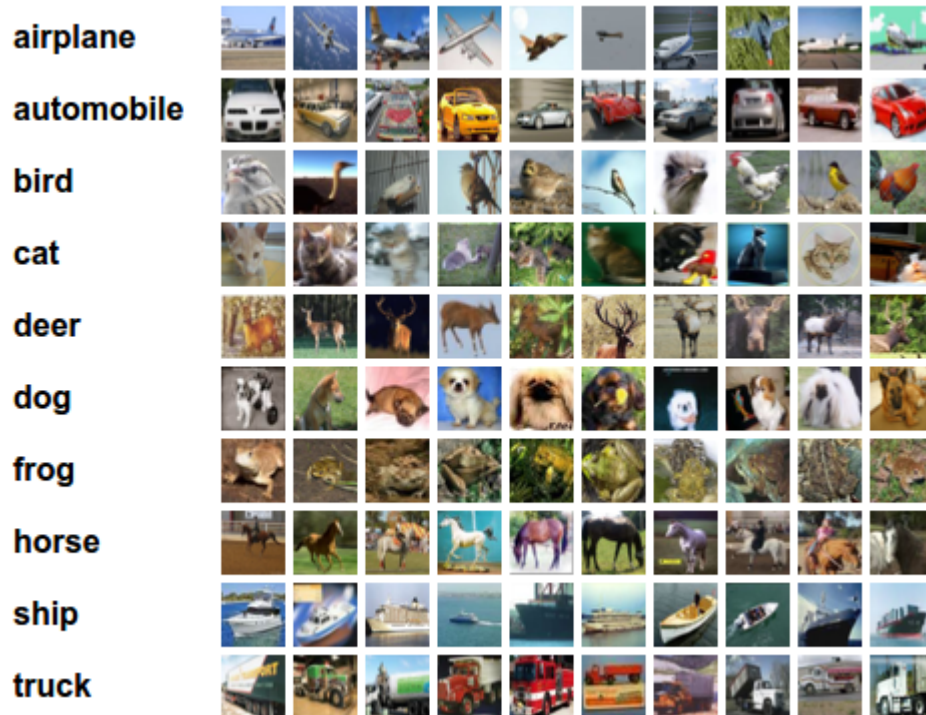 airplane
automobile
bird
cat
deer
dog
frog
horse
ship
truck